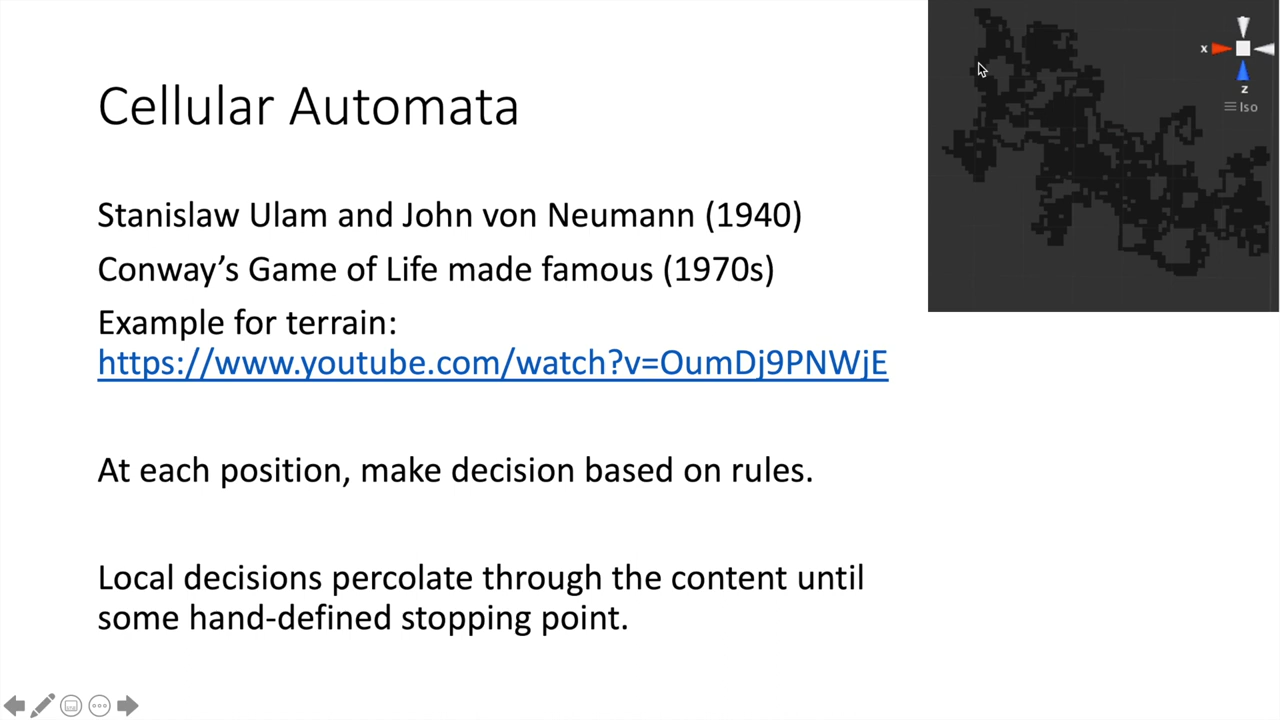 Cellular Automata
Stanislaw Ulam and John von Neumann (1940)
Conway’s Game of Life made famous (1970s)
Example for terrain:
https://www.youtube.com/watch?v=OumDj9PNWjE
At each position, make decision based on rules.
Local decisions percolate through the content until
some hand-defined stopping point.
x
z
Iso